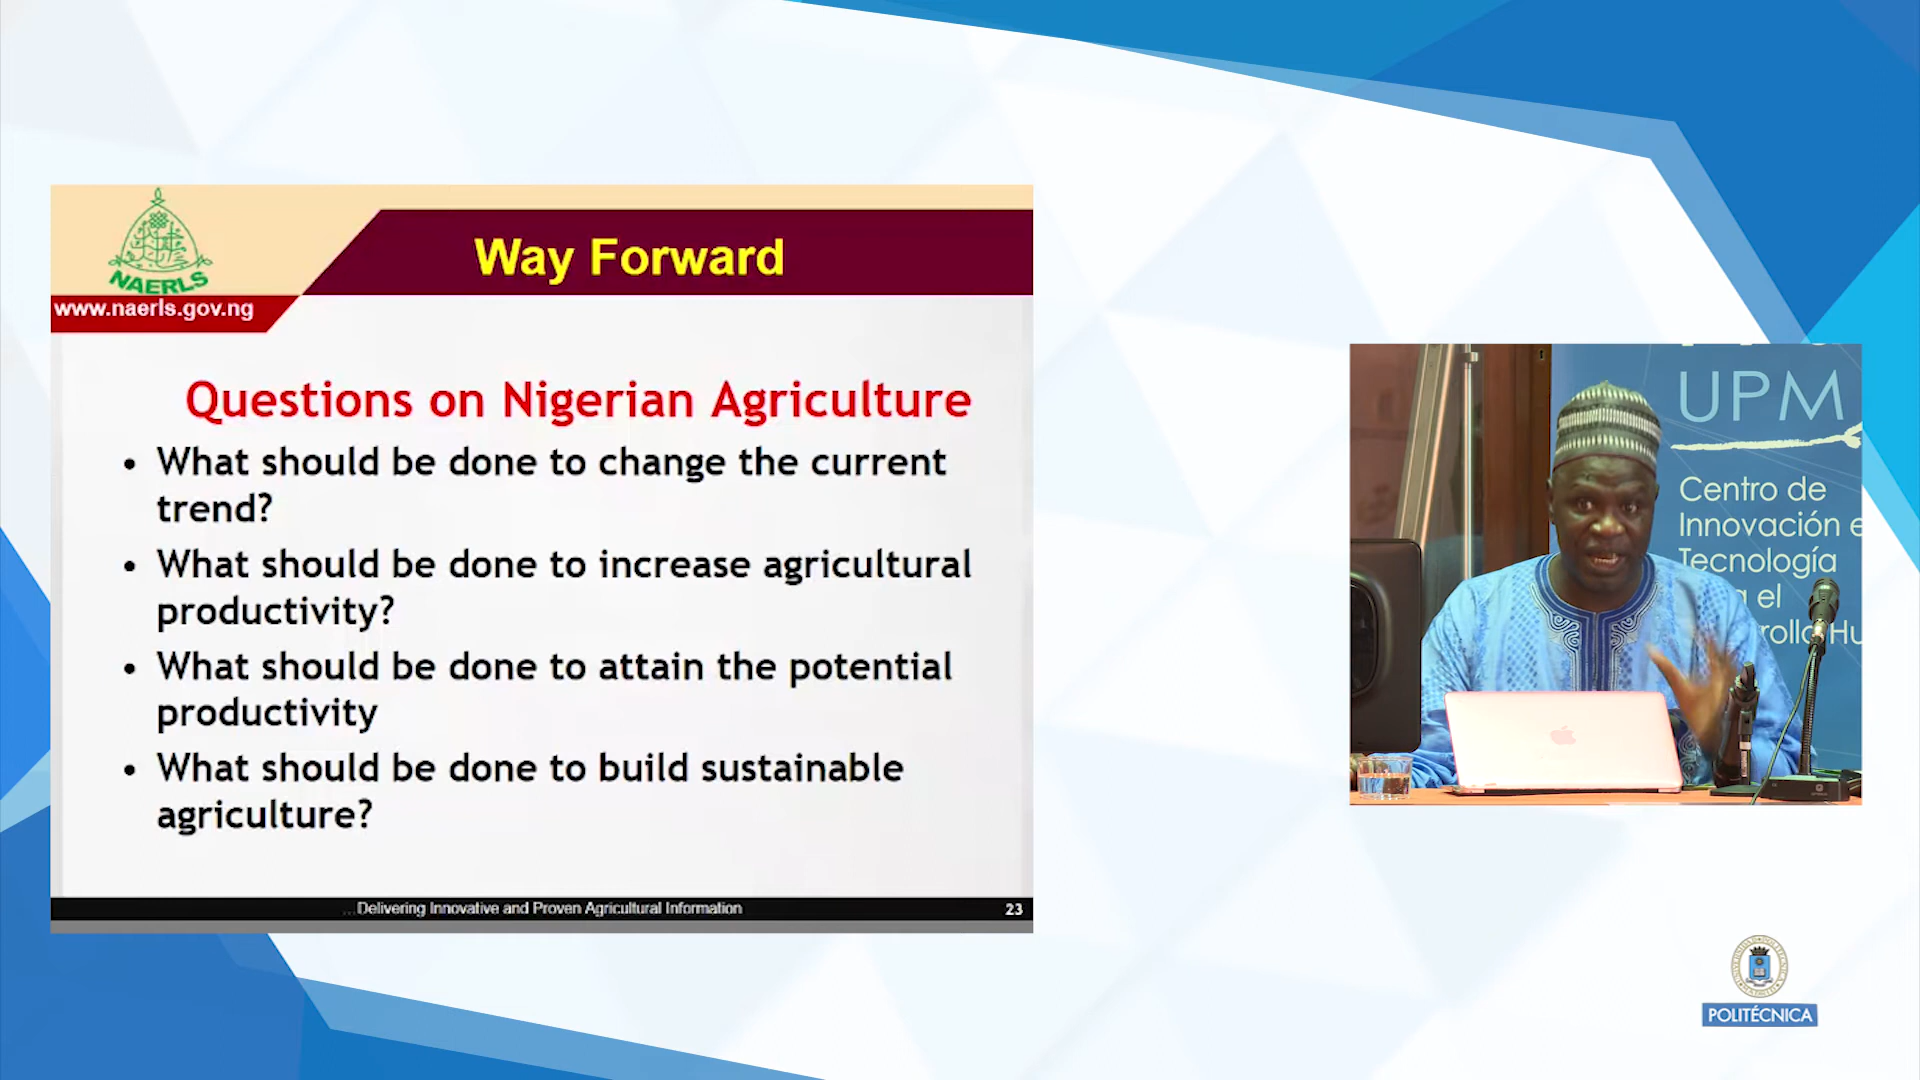 NAERLS
www.naerls.gov.ng
Way Forward
Questions on Nigerian Agriculture
• What should be done to change the current
trend?
• What should be done to increase agricultural
productivity?
• What should be done to attain the potential
productivity
• What should be done to build sustainable
agriculture?
...Delivering Innovative and Proven Agricultural Information
23
UPM
Centro de
Innovación e
Tecnología
el
POLITÉCNICA